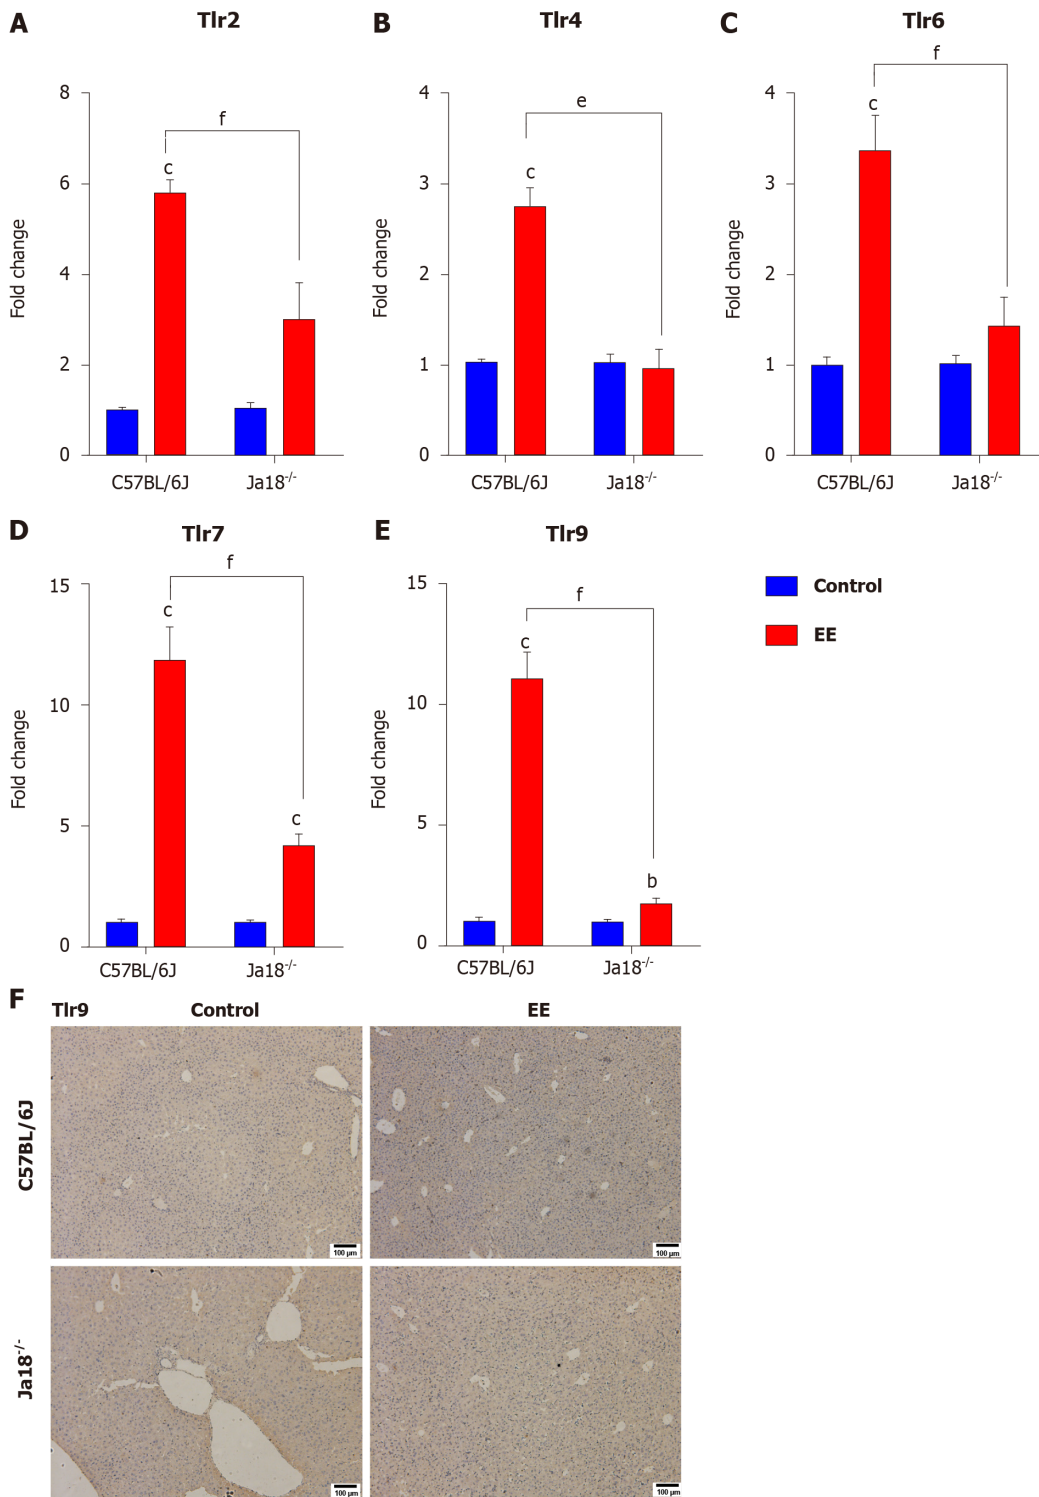 A Tlr2
8
6
4
2
0
Fold change
f
c
C57BL/6J Ja18-/-
B Tlr4
4
3
2
1
0
Fold change
e
c
C57BL/6J Ja18-/-
C Tlr6
4
3
2
1
0
Fold change
f
c
C57BL/6J Ja18-/-
D Tlr7
15
10
5
0
Fold change
f
c
c
C57BL/6J Ja18-/-
E Tlr9
15
10
5
0
Fold change
f
c
b
C57BL/6J Ja18-/-
Control
EE
F Tlr9 Control EE
C57BL/6J
100 µm
100 µm
Ja18-/-
100 µm
100 µm